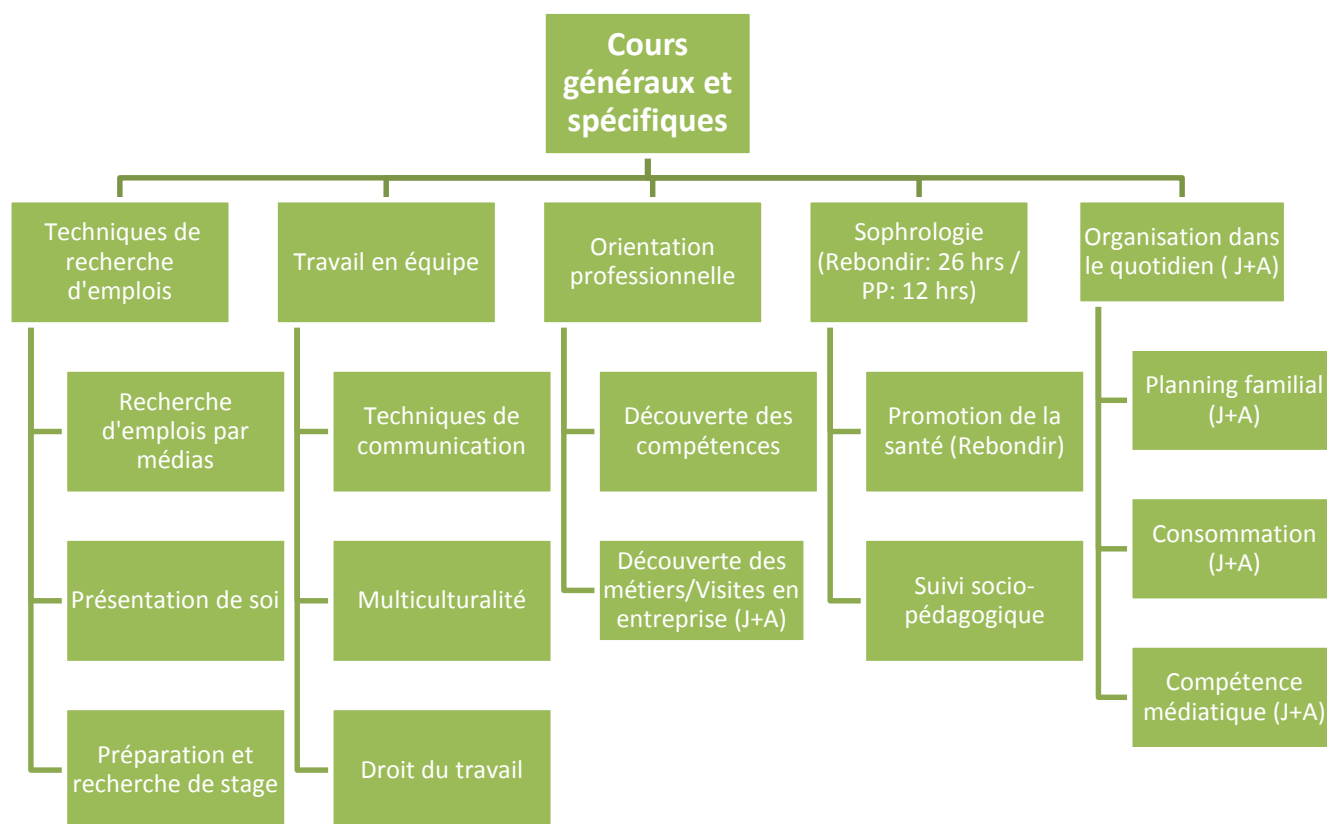 Cours
généraux et
spécifiques
Techniques de
recherche
d'emplois
Recherche
d'emplois par
médias
Présentation de soi
Préparation et
recherche de stage
Travail en équipe
Techniques de
communication
Multiculturalité
Droit du travail
Orientation
professionnelle
Découverte des
compétences
Découverte des
métiers/Visites en
entreprise (J+A)
Sophrologie
(Rebondir: 26 hrs /
PP: 12 hrs)
Promotion de la
santé (Rebondir)
Suivi socio-
pédagogique
Organisation dans
le quotidien ( J+A)
Planning familial
(J+A)
Consommation
(J+A)
Compétence
médiatique (J+A)